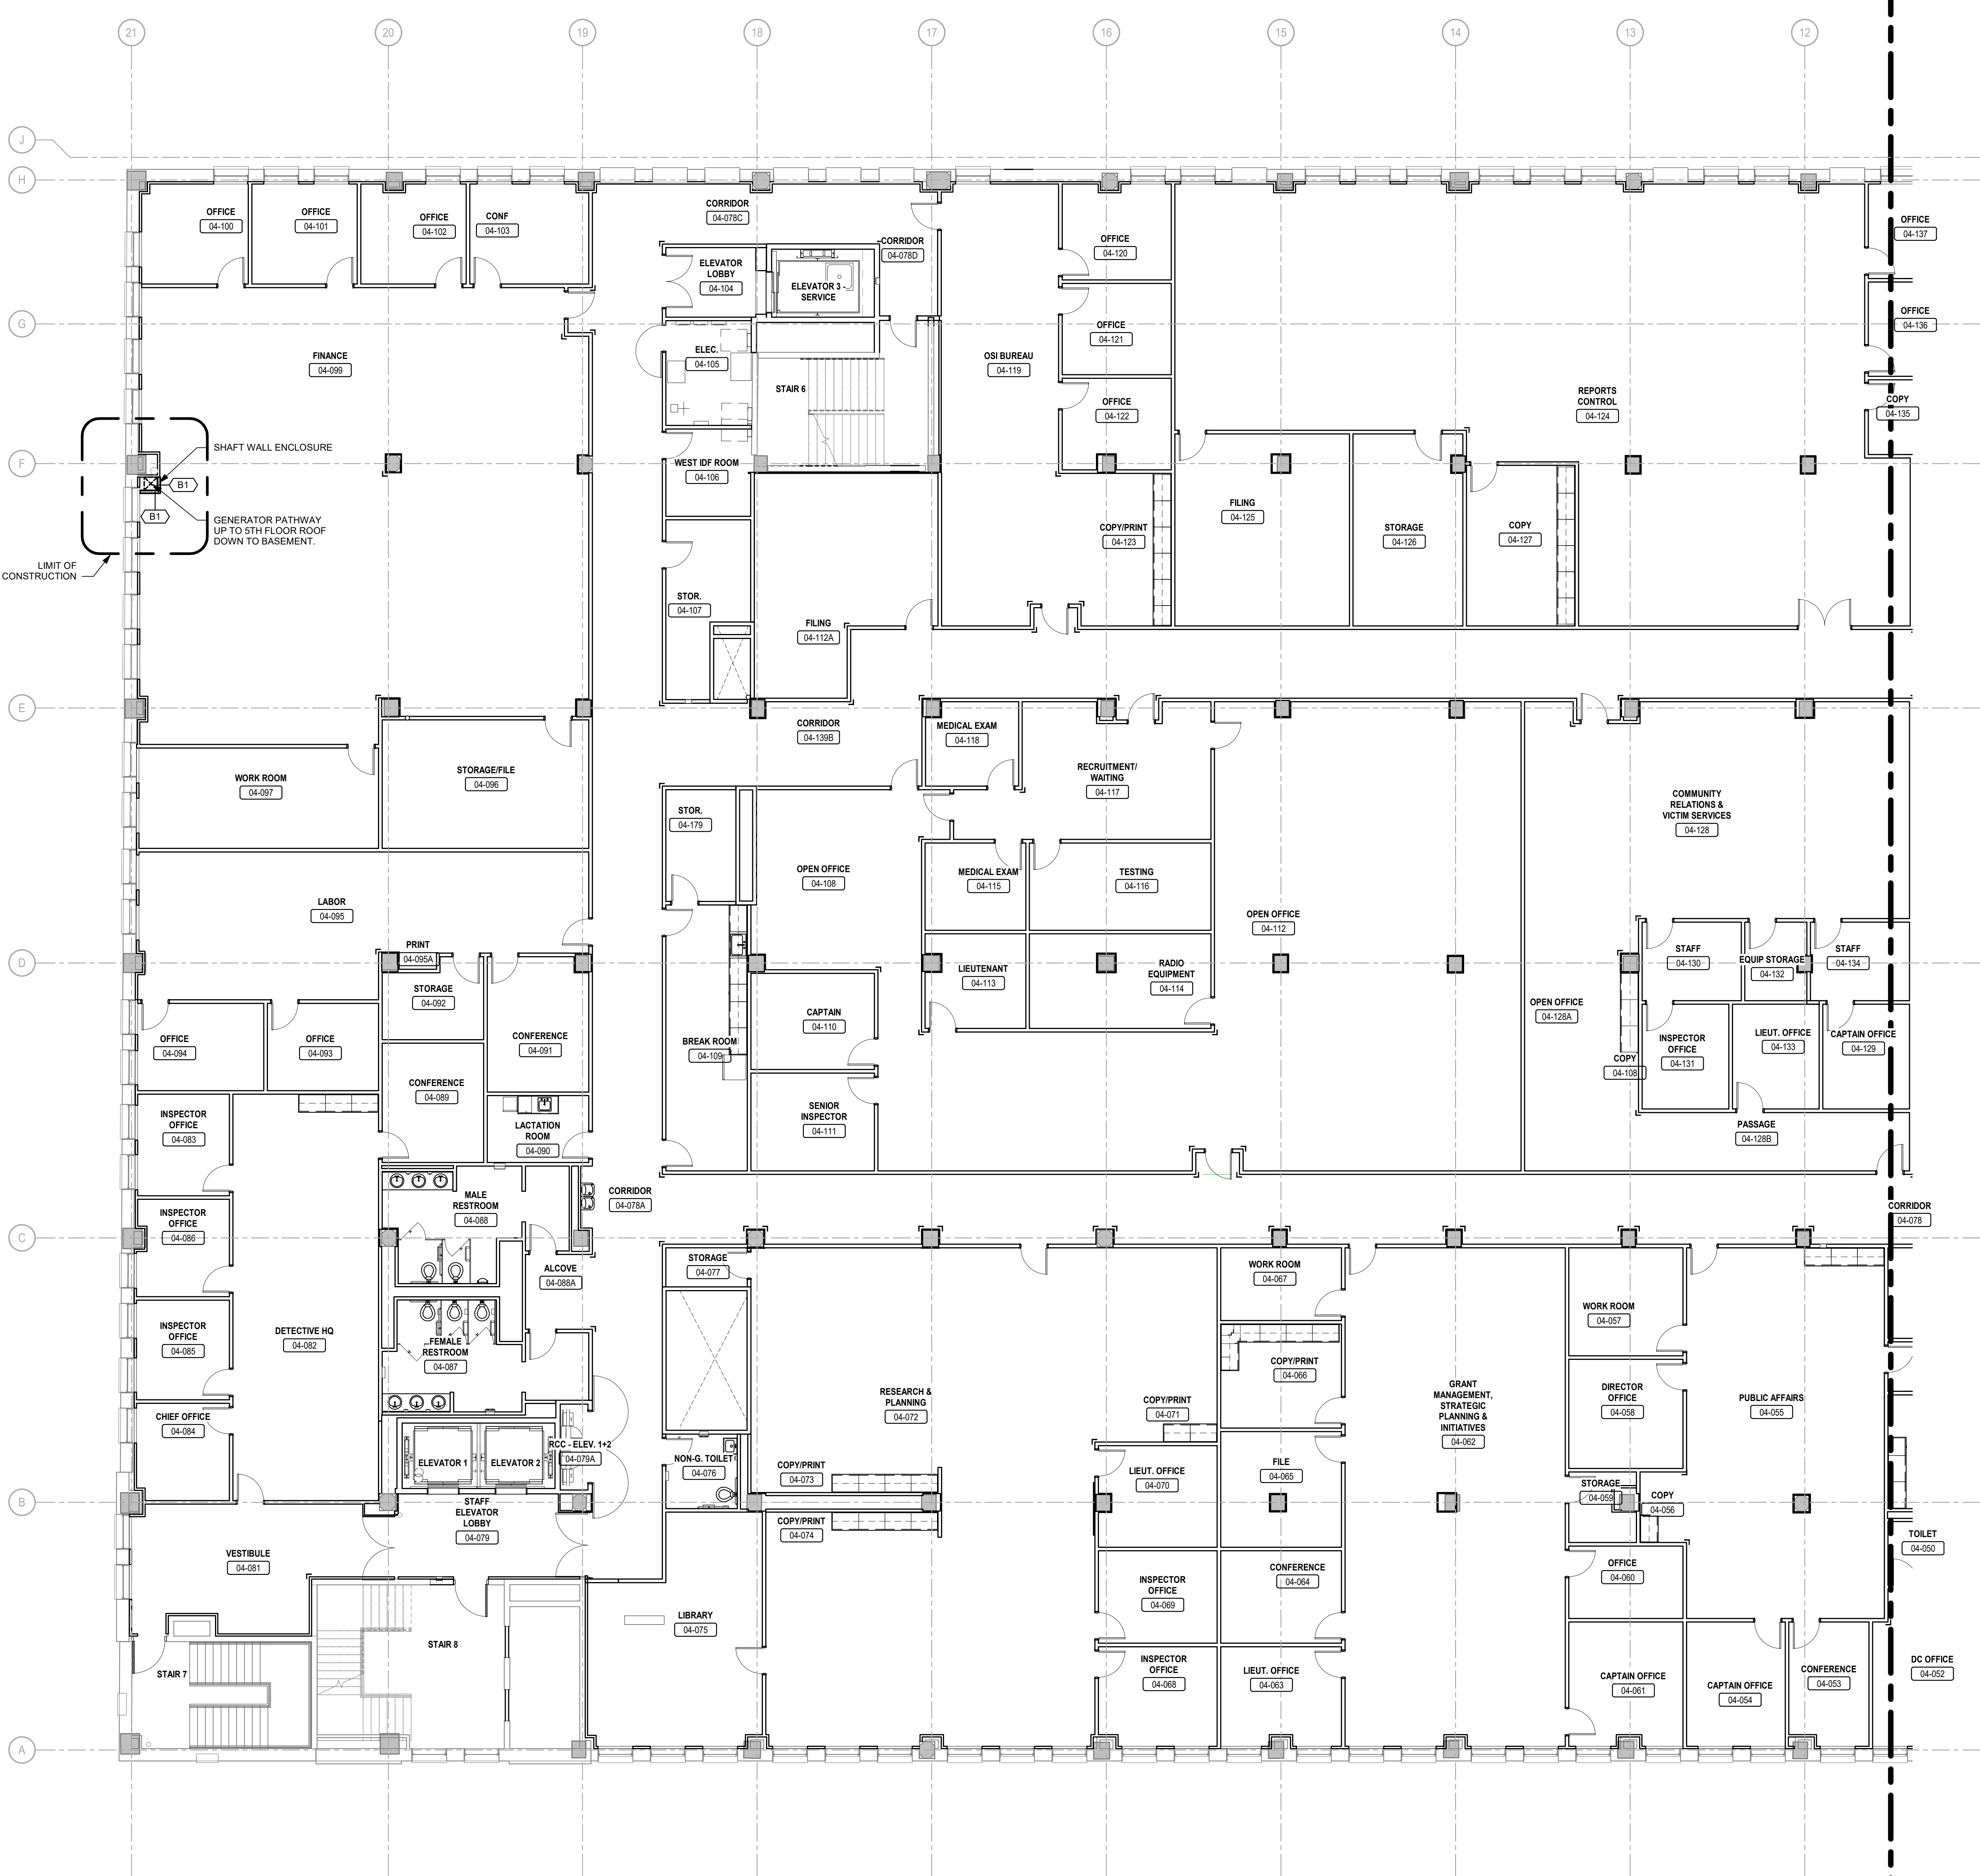 21
20
19
18
17
16
15
14
13
12
J
H
G
F
E
D
C
B
A
OFFICE
04-100
OFFICE
04-101
OFFICE
04-102
CONF
04-103
CORRIDOR
04-078C
CORRIDOR
04-078D
ELEVATOR
LOBBY
04-104
ELEVATOR 3 -
SERVICE
OFFICE
04-120
OFFICE
04-137
FINANCE
04-099
ELEC.
04-105
STAIR 6
OSI BUREAU
04-119
OFFICE
04-121
OFFICE
04-122
REPORTS
CONTROL
04-124
OFFICE
04-136
COPY
04-135
SHAFT WALL ENCLOSURE
B1
B1
GENERATOR PATHWAY
UP TO 5TH FLOOR ROOF
DOWN TO BASEMENT.
LIMIT OF
CONSTRUCTION
WEST IDF ROOM
04-106
STOR.
04-107
FILING
04-112A
COPY/PRINT
04-123
FILING
04-125
STORAGE
04-126
COPY
04-127
WORK ROOM
04-097
STORAGE/FILE
04-096
CORRIDOR
04-139B
MEDICAL EXAM
04-118
RECRUITMENT/
WAITING
04-117
COMMUNITY
RELATIONS &
VICTIM SERVICES
04-128
STOR.
04-179
OPEN OFFICE
04-108
MEDICAL EXAM
04-115
TESTING
04-116
LABOR
04-095
OPEN OFFICE
04-112
PRINT
04-095A
STORAGE
04-092
LIEUTENANT
04-113
RADIO
EQUIPMENT
04-114
STAFF
04-130
EQUIP STORAGE
04-132
STAFF
04-134
OFFICE
04-094
OFFICE
04-093
CONFERENCE
04-091
BREAK ROOM
04-109
CAPTAIN
04-110
OPEN OFFICE
04-128A
COPY
04-108
INSPECTOR
OFFICE
04-131
LIEUT. OFFICE
04-133
CAPTAIN OFFICE
04-129
CONFERENCE
04-089
INSPECTOR
OFFICE
04-083
LACTATION
ROOM
04-090
SENIOR
INSPECTOR
04-111
PASSAGE
04-128B
MALE
RESTROOM
04-088
CORRIDOR
04-078A
CORRIDOR
04-078
INSPECTOR
OFFICE
04-086
ALCOVE
04-088A
STORAGE
04-077
WORK ROOM
04-067
INSPECTOR
OFFICE
04-085
DETECTIVE HQ
04-082
FEMALE
RESTROOM
04-087
WORK ROOM
04-057
COPY/PRINT
04-066
RESEARCH &
PLANNING
04-072
COPY/PRINT
04-071
GRANT
MANAGEMENT,
STRATEGIC
PLANNING &
INITIATIVES
04-062
DIRECTOR
OFFICE
04-058
PUBLIC AFFAIRS
04-055
CHIEF OFFICE
04-084
ELEVATOR 1
ELEVATOR 2
RCC - ELEV. 1+2
04-079A
NON-G. TOILET
04-076
COPY/PRINT
04-073
LIEUT. OFFICE
04-070
FILE
04-065
STORAGE
04-059
COPY
04-056
STAFF
ELEVATOR
LOBBY
04-079
COPY/PRINT
04-074
TOILET
04-050
VESTIBULE
04-081
INSPECTOR
OFFICE
04-069
CONFERENCE
04-064
OFFICE
04-060
LIBRARY
04-075
STAIR 8
STAIR 7
INSPECTOR
OFFICE
04-068
LIEUT. OFFICE
04-063
CAPTAIN OFFICE
04-061
CAPTAIN OFFICE
04-054
CONFERENCE
04-053
DC OFFICE
04-052